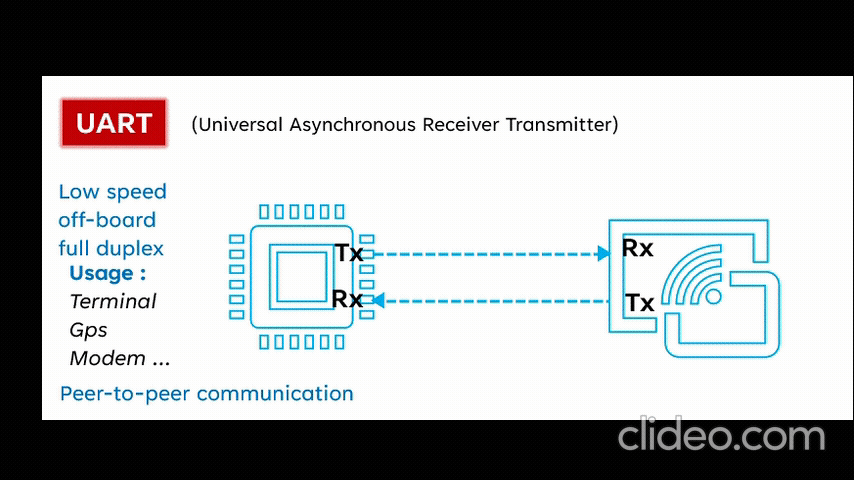 UART
(Universal Asynchronous Receiver Transmitter)
Low speed
off-board
full duplex
Usage :
Terminal
Gps
Modem ...
Peer-to-peer communication
Tx
Rx
Rx
Tx
clideo.com